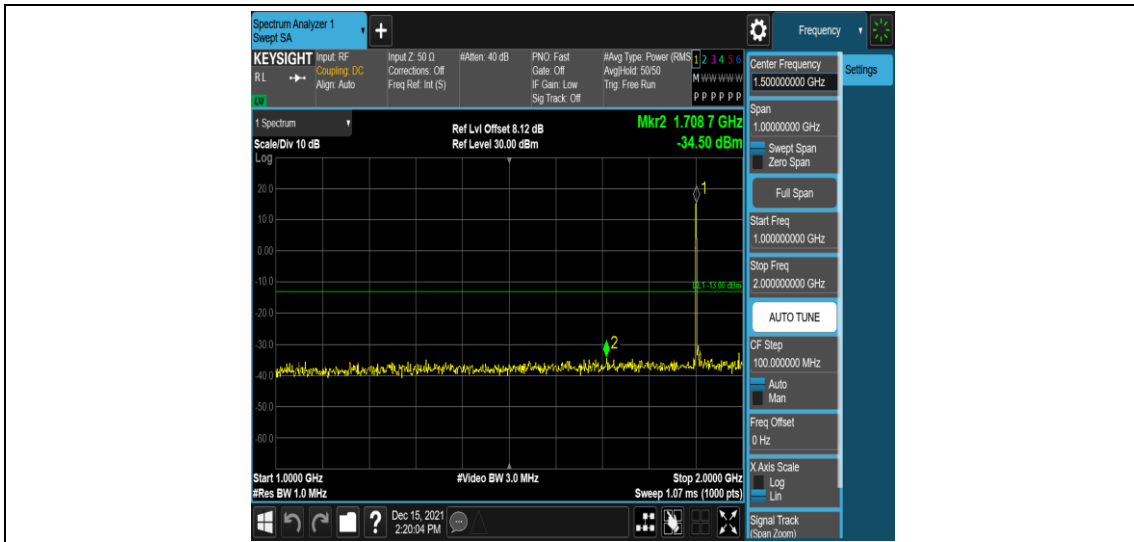 Spectrum Analyzer 1
Swept SA
+
Frequency
KEYSIGHT
RL
Input: RF
Coupling: DC
Align: Auto
Input Z: 50 Ω
Corrections: Off
Freq Ref: Int (S)
#Atten: 40 dB
PNO: Fast
Gate: Off
IF Gain: Low
Sig Track: Off
#Avg Type: Power (RMS
Avg|Hold: 50/50
Trig: Free Run
1 2 3 4 5 6
M W W W W W
P P P P P P
1 Spectrum
Scale/Div 10 dB
Log
Ref Lvl Offset 8.12 dB
Ref Level 30.00 dBm
Mkr2 1.708 7 GHz
-34.50 dBm
1
20.0
10.0
0.00
-10.0
DL1 -13.00 dBm
-20.0
-30.0
2
-40.0
-50.0
-60.0
Start 1.0000 GHz
#Res BW 1.0 MHz
#Video BW 3.0 MHz
Stop 2.0000 GHz
Sweep 1.07 ms (1000 pts)
Center Frequency
1.500000000 GHz
Settings
Span
1.00000000 GHz
Swept Span
Zero Span
Full Span
Start Freq
1.000000000 GHz
Stop Freq
2.000000000 GHz
AUTO TUNE
CF Step
100.000000 MHz
Auto
Man
Freq Offset
0 Hz
X Axis Scale
Log
Lin
Signal Track
(Span Zoom)
?
Dec 15, 2021
2:20:04 PM